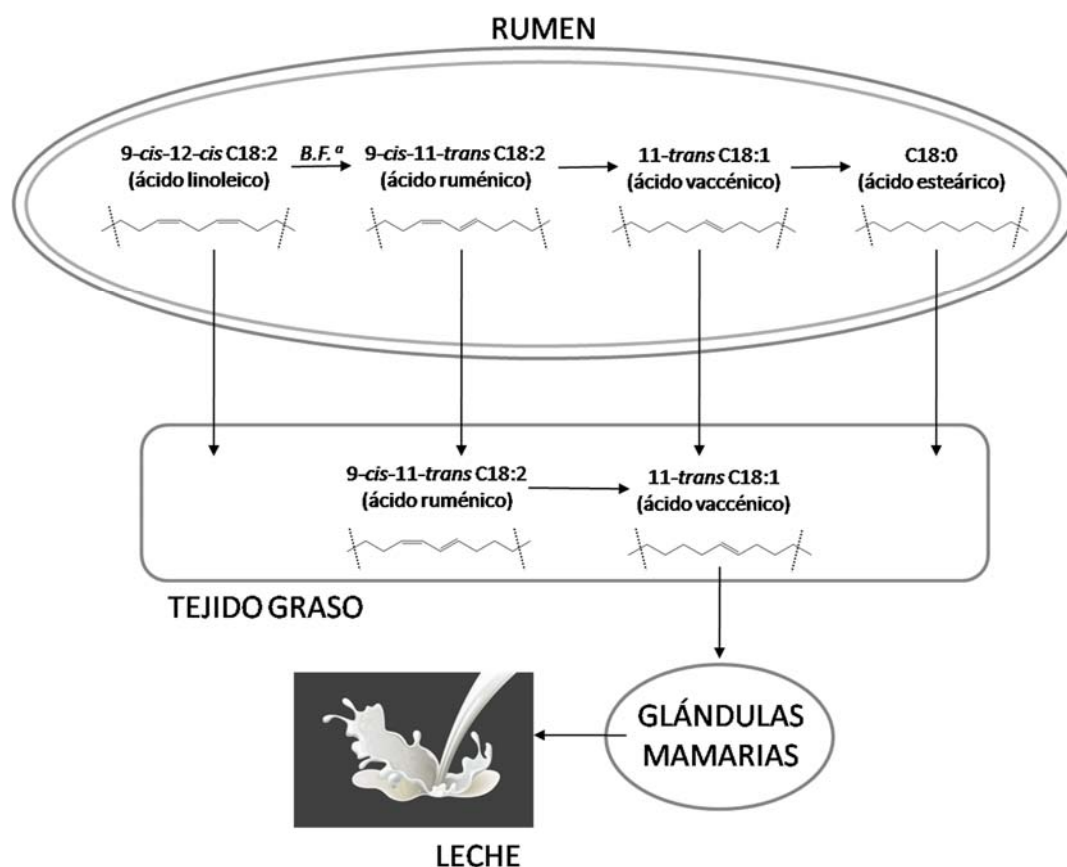 RUMEN
9-cis-12-cis C18:2
(ácido linoleico)
B.F. ª
9-cis-11-trans C18:2
(ácido ruménico)
11-trans C18:1
(ácido vaccénico)
C18:0
(ácido esteárico)
9-cis-11-trans C18:2
(ácido ruménico)
11-trans C18:1
(ácido vaccénico)
TEJIDO GRASO
GLÁNDULAS
MAMARIAS
LECHE